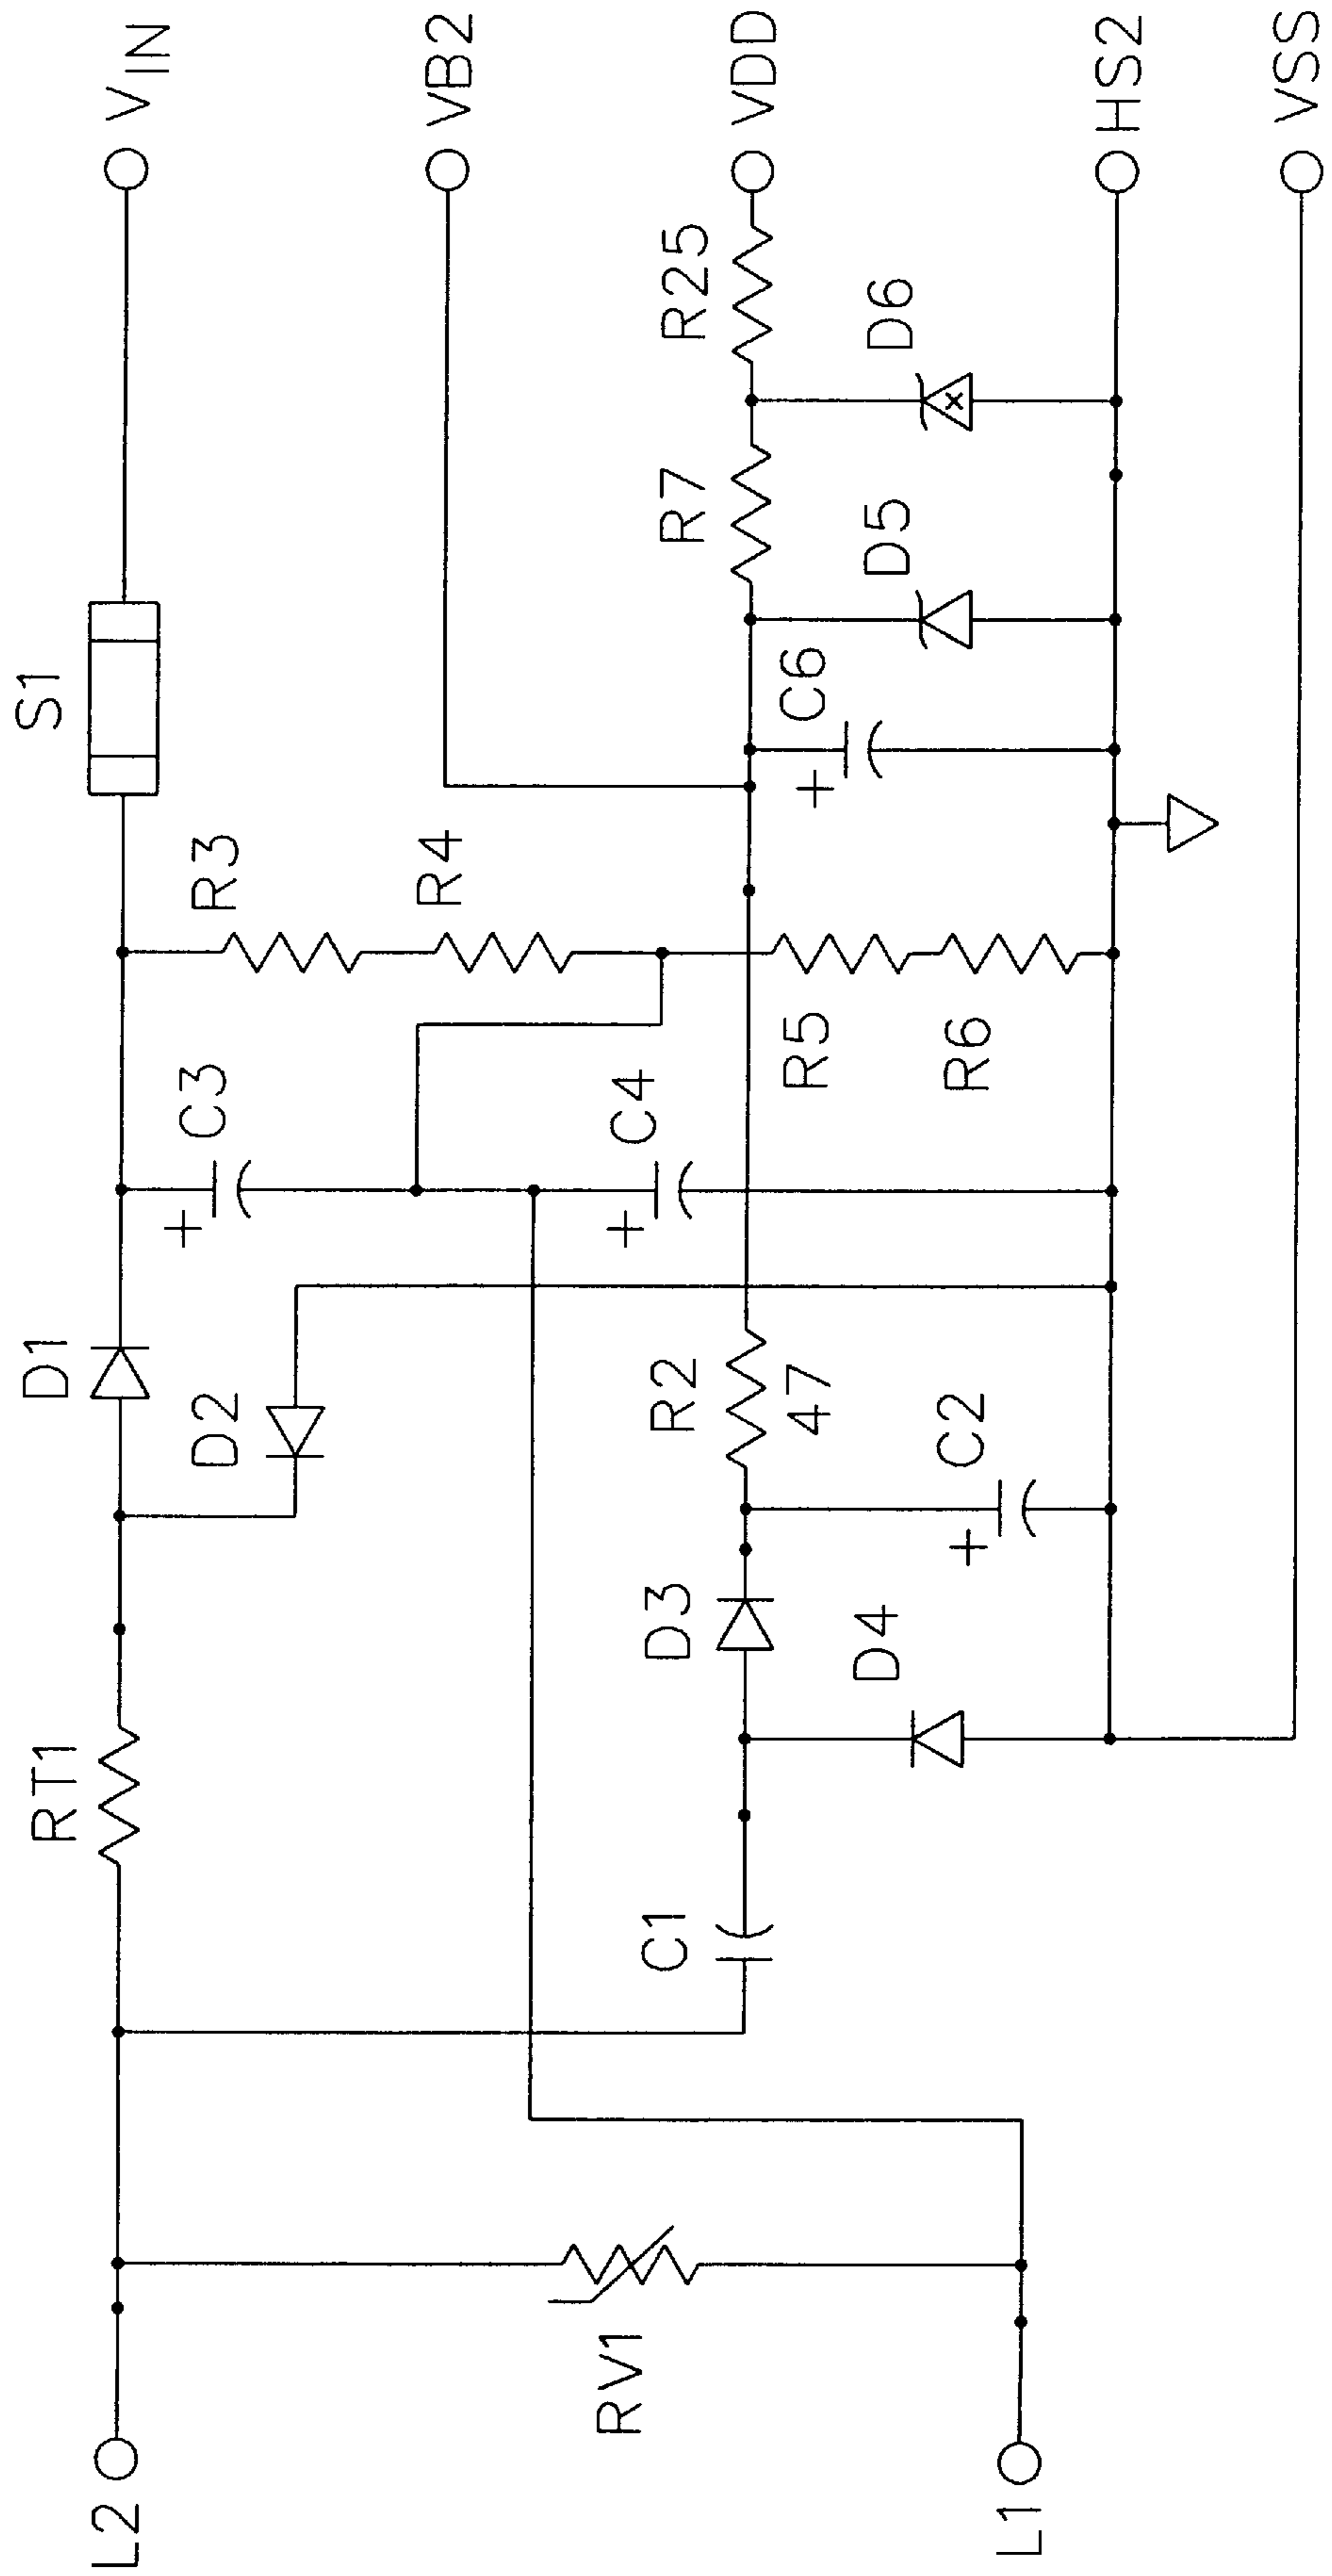 L2
RT1
D1
S1
V_IN
D2
C3
R3
R4
VB2
RV1
C1
D3
R2
47
C4
R7
R25
VDD
D4
C2
R5
R6
C6
D5
D6
L1
HS2
VSS
+
+
+
+
x